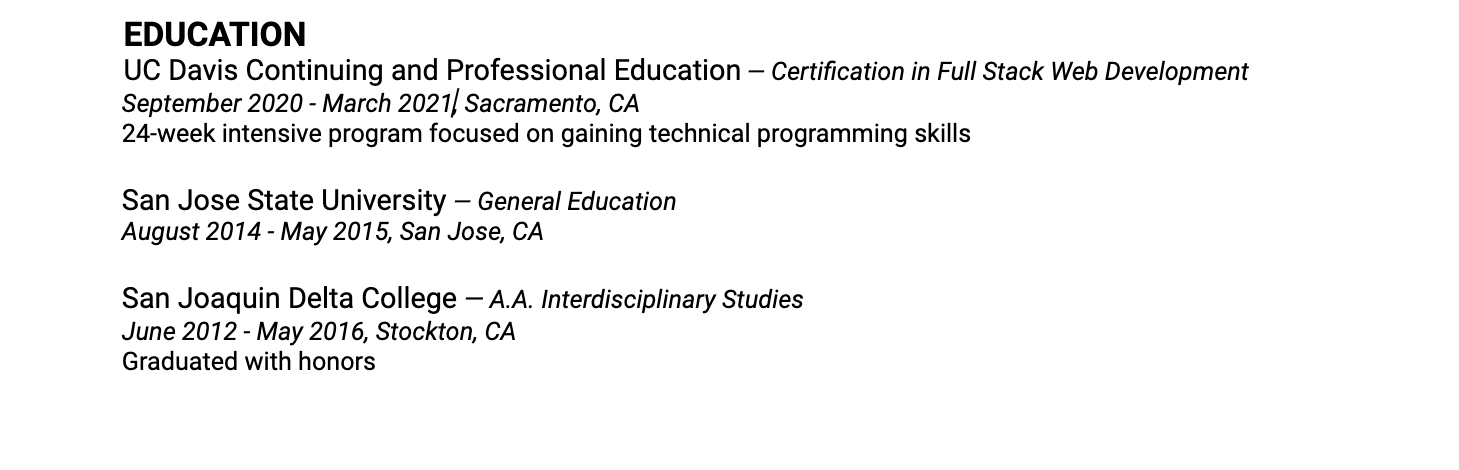 EDUCATION
UC Davis Continuing and Professional Education — Certification in Full Stack Web Development
September 2020 - March 2021, Sacramento, CA
24-week intensive program focused on gaining technical programming skills
San Jose State University — General Education
August 2014 - May 2015, San Jose, CA
San Joaquin Delta College — A.A. Interdisciplinary Studies
June 2012 - May 2016, Stockton, CA
Graduated with honors